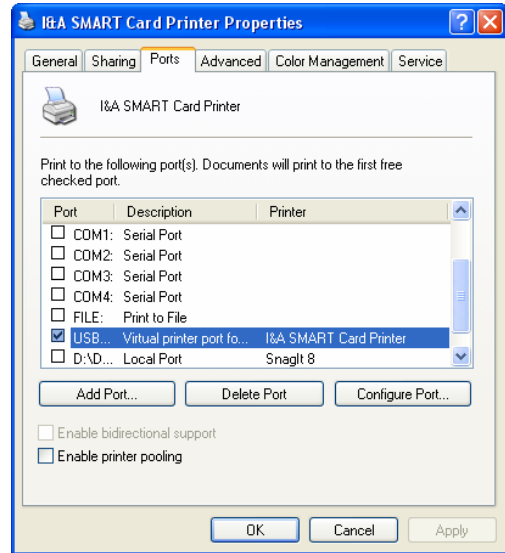 I&A SMART Card Printer Properties
General Sharing Ports Advanced Color Management Service
I&A SMART Card Printer
Print to the following port(s). Documents will print to the first free
checked port.
Port Description Printer
COM1: Serial Port
COM2: Serial Port
COM3: Serial Port
COM4: Serial Port
FILE: Print to File
USB... Virtual printer port fo... I&A SMART Card Printer
D:\D... Local Port SnagIt 8
Add Port... Delete Port Configure Port...
Enable bidirectional support
Enable printer pooling
OK Cancel Apply